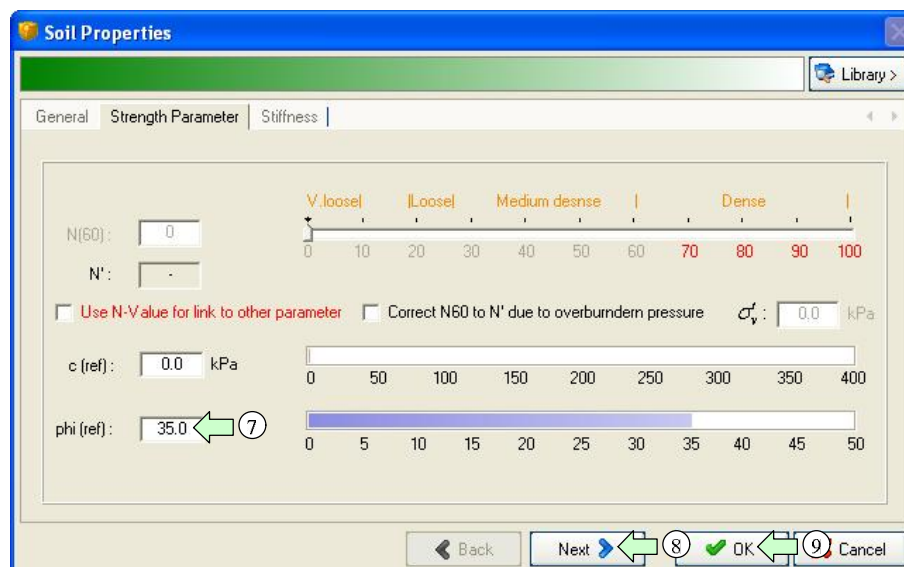 Soil Properties
Library >
General Strength Parameter Stiffness
V.loose| |Loose| Medium desnse | Dense |
N(60) : 0
0 10 20 30 40 50 60 70 80 90 100
N' : -
Use N-Value for link to other parameter Correct N60 to N' due to overburndern pressure σ'v : 0.0 kPa
c (ref) : 0.0 kPa
0 50 100 150 200 250 300 350 400
phi (ref) : 35.0 ⑦
0 5 10 15 20 25 30 35 40 45 50
Back Next ⑧ OK ⑨ Cancel